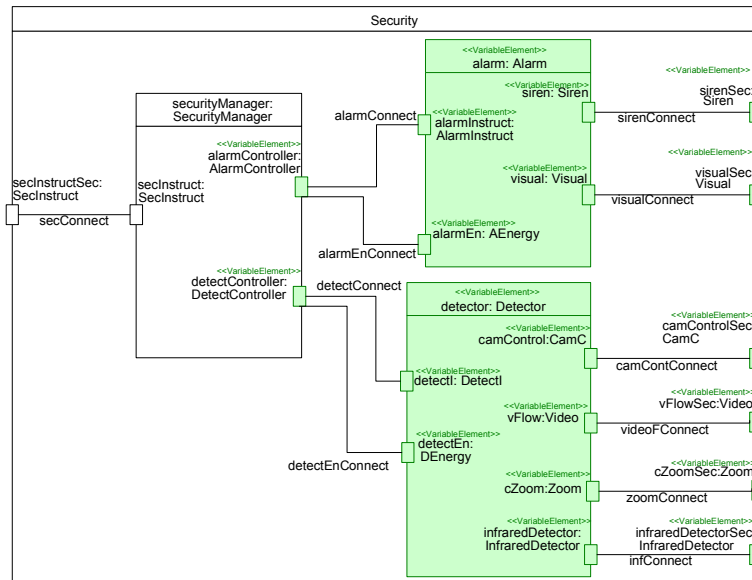 Security
<<VariableElement>>
alarm: Alarm
<<VariableElement>>
siren: Siren
<<VariableElement>>
sirenSec:
Siren
sirenConnect
securityManager:
SecurityManager
alarmConnect
<<VariableElement>>
alarmInstruct:
AlarmInstruct
<<VariableElement>>
alarmController:
AlarmController
<<VariableElement>>
visual: Visual
<<VariableElement>>
visualSec:
Visual
visualConnect
secInstructSec:
SecInstruct
secInstruct:
SecInstruct
secConnect
<<VariableElement>>
alarmEn: AEnergy
alarmEnConnect
<<VariableElement>>
detectController:
DetectController
detectConnect
<<VariableElement>>
detector: Detector
<<VariableElement>>
camControl:CamC
<<VariableElement>>
camControlSec:
CamC
camContConnect
<<VariableElement>>
detectI: DetectI
<<VariableElement>>
vFlow:Video
<<VariableElement>>
vFlowSec:Video
videoFConnect
<<VariableElement>>
detectEn:
DEnergy
detectEnConnect
<<VariableElement>>
cZoom:Zoom
<<VariableElement>>
cZoomSec:Zoom
zoomConnect
<<VariableElement>>
infraredDetector:
InfraredDetector
<<VariableElement>>
infraredDetectorSec:
InfraredDetector
infConnect